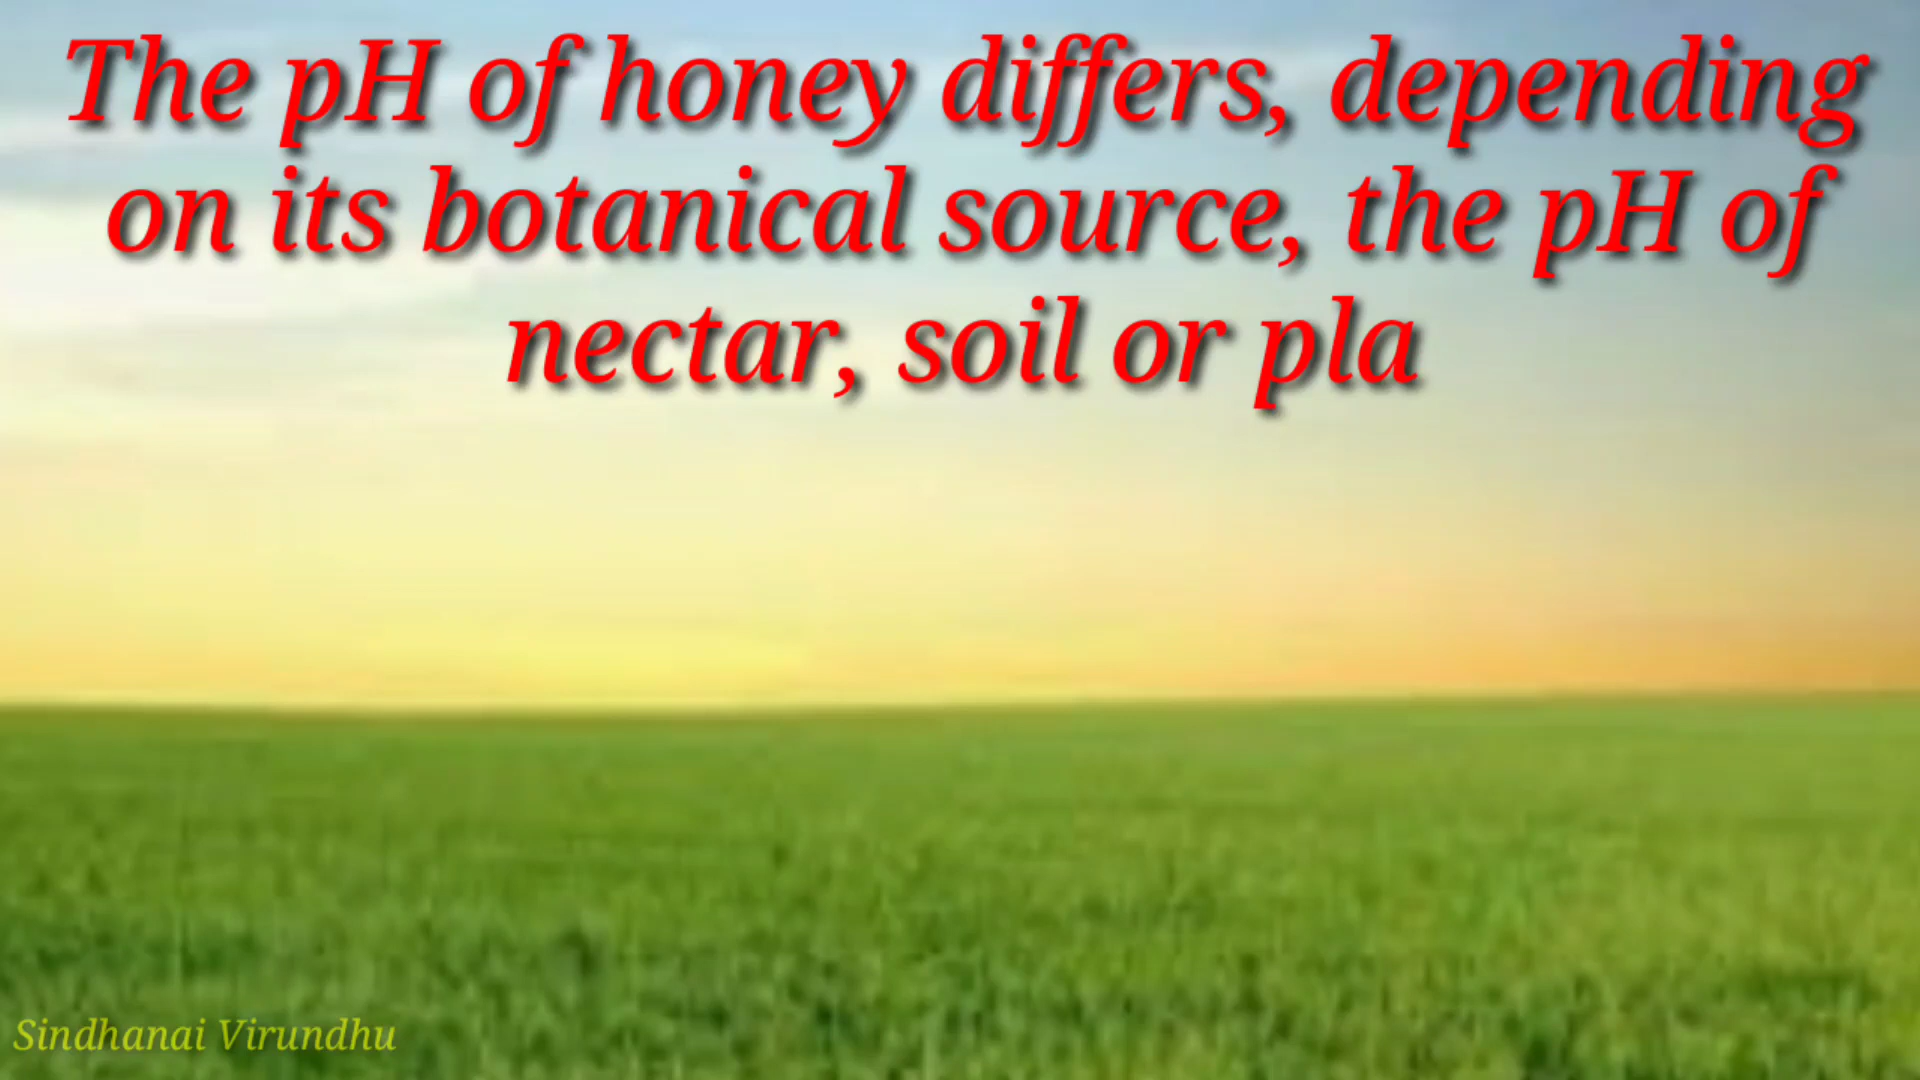 The pH of honey differs, depending
on its botanical source, the pH of
nectar, soil or pla
Sindhanai Virundhu